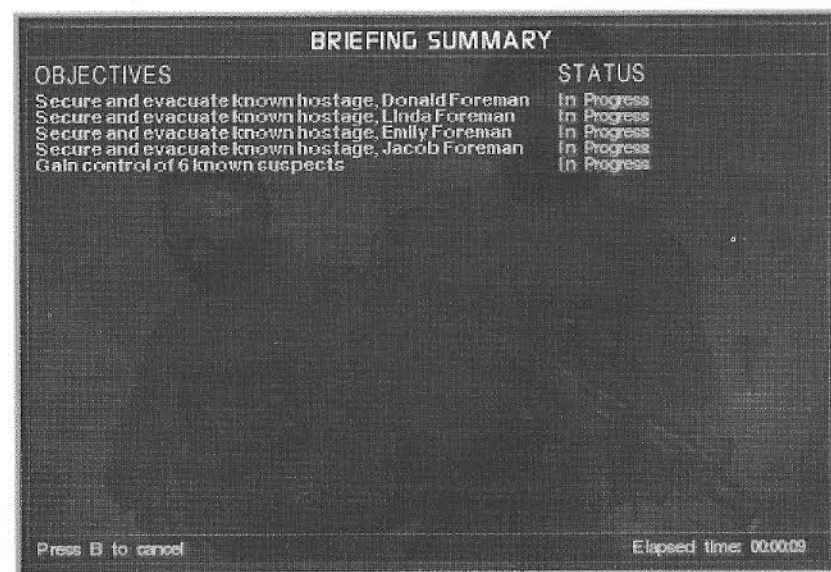 BRIEFING SUMMARY
OBJECTIVES STATUS
Secure and evacuate known hostage, Donald Foreman In Progress
Secure and evacuate known hostage, Linda Foreman In Progress
Secure and evacuate known hostage, Emily Foreman In Progress
Secure and evacuate known hostage, Jacob Foreman In Progress
Gain control of 6 known suspects In Progress
Press B to cancel Elapsed time: 00:00:09